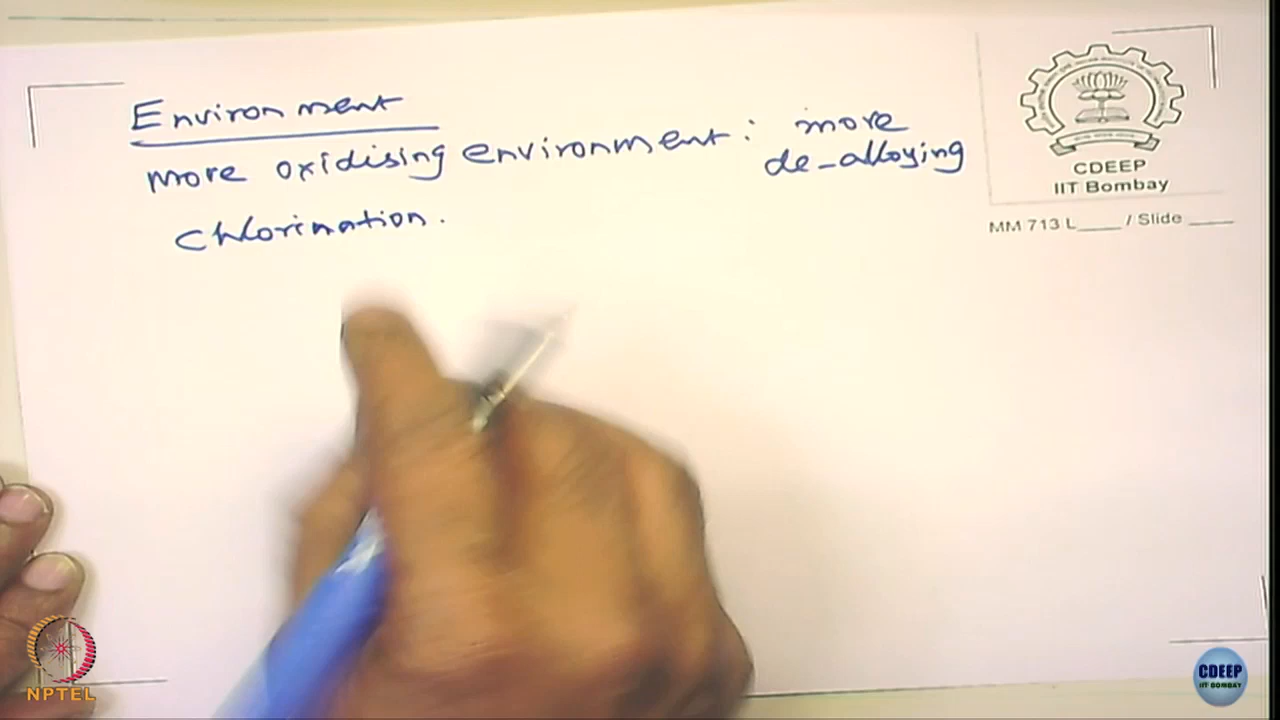 Environment
more oxidising environment : more
de-alloying
chlorination.
CDEEP
IIT Bombay
MM 713 L____ / Slide ____
NPTEL
CDEEP
IIT BOMBAY